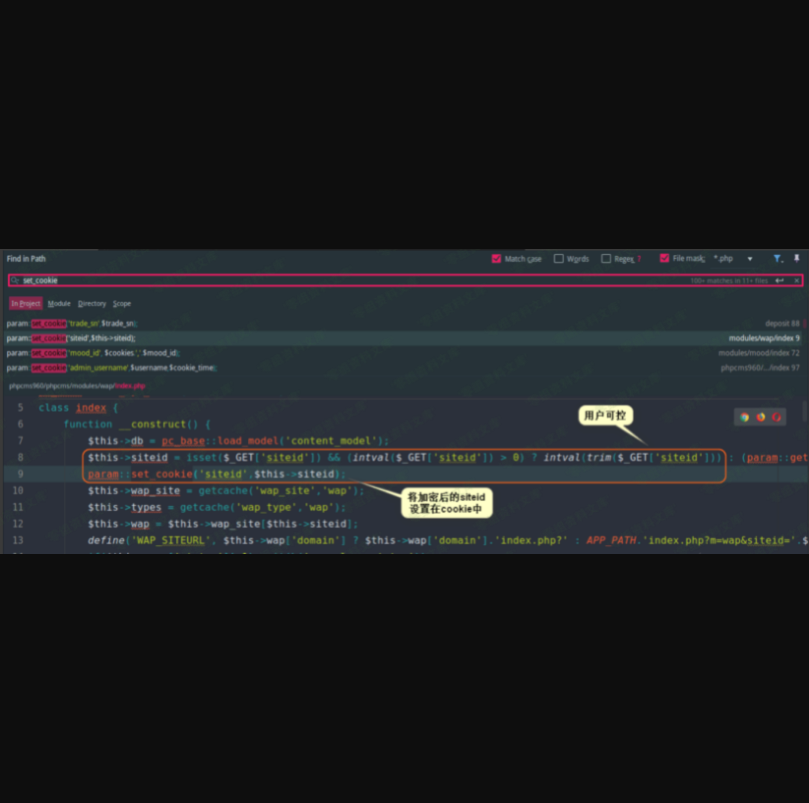 Find in Path
Match case Words Regex ? File mask: *.php
set_cookie 100+ matches in 11+ files
In Project Module Directory Scope
param::set_cookie('trade_sn',$trade_sn); deposit 88
param::set_cookie('siteid',$this->siteid); modules/wap/index 9
param::set_cookie('mood_id', $cookies.','.$mood_id); modules/mood/index 72
param::set_cookie('admin_username',$username,$cookie_time); phpcms960/.../index 97
phpcms960/phpcms/modules/wap/index.php
5 class index {
用户可控
6 function __construct() {
7 $this->db = pc_base::load_model('content_model');
8 $this->siteid = isset($_GET['siteid']) && (intval($_GET['siteid']) > 0) ? intval(trim($_GET['siteid'])) : (param::get
9 param::set_cookie('siteid',$this->siteid);
10 $this->wap_site = getcache('wap_site','wap');
将加密后的siteid
设置在cookie中
11 $this->types = getcache('wap_type','wap');
12 $this->wap = $this->wap_site[$this->siteid];
13 define('WAP_SITEURL', $this->wap['domain'] ? $this->wap['domain'].'index.php?' : APP_PATH.'index.php?m=wap&siteid='.$